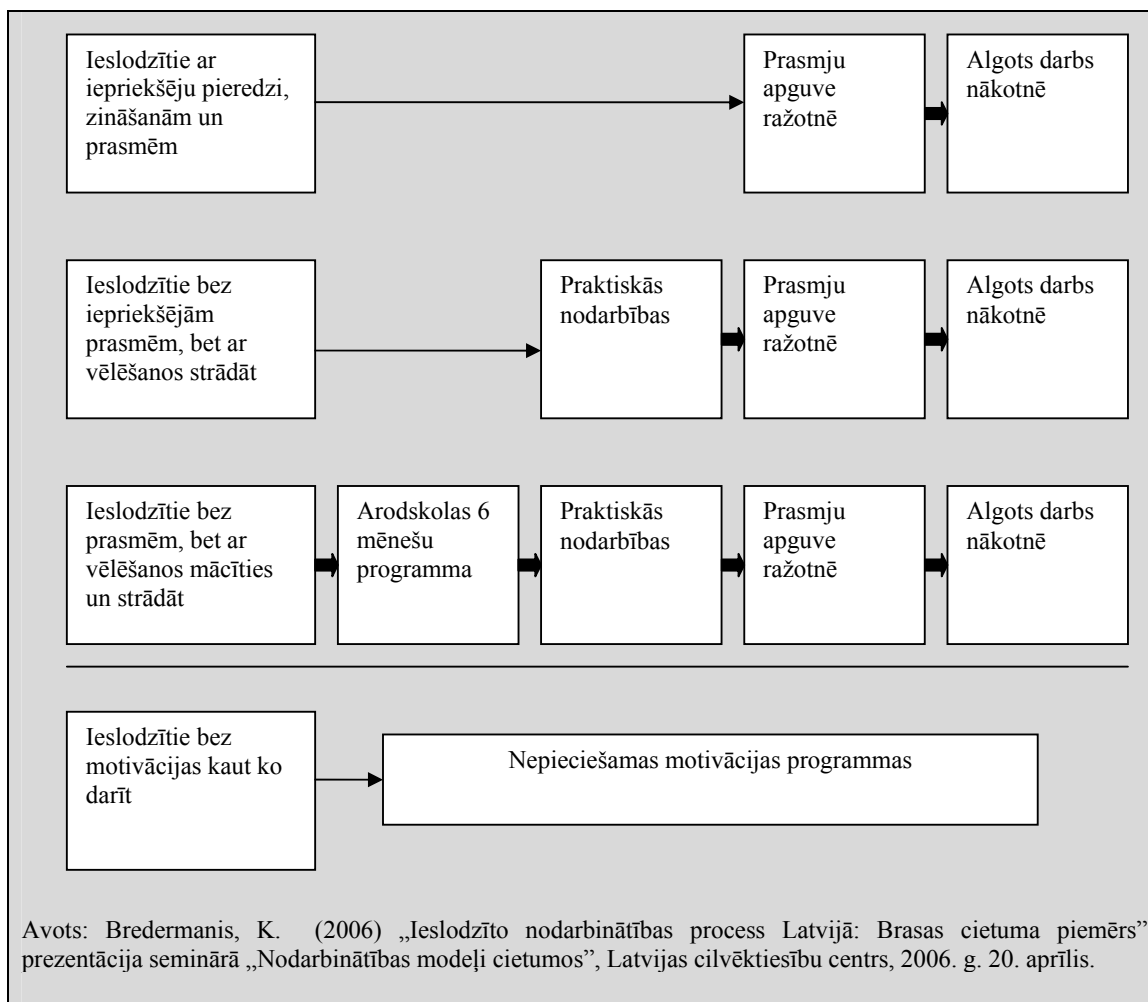 Ieslodzītie ar
iepriekšēju pieredzi,
zināšanām un
prasmēm
Prasmju
apguve
ražotnē
Algots darbs
nākotnē
Ieslodzītie bez
iepriekšējām
prasmēm, bet ar
vēlēšanos strādāt
Praktiskās
nodarbības
Prasmju
apguve
ražotnē
Algots darbs
nākotnē
Ieslodzītie bez
prasmēm, bet ar
vēlēšanos mācīties
un strādāt
Arodskolas 6
mēnešu
programma
Praktiskās
nodarbības
Prasmju
apguve
ražotnē
Algots darbs
nākotnē
Ieslodzītie bez
motivācijas kaut ko
darīt
Nepieciešamas motivācijas programmas
Avots: Bredermanis, K. (2006) „Ieslodzīto nodarbinātības process Latvijā: Brasas cietuma piemērs”
prezentācija seminārā „Nodarbinātības modeļi cietumos”, Latvijas cilvēktiesību centrs, 2006. g. 20. aprīlis.